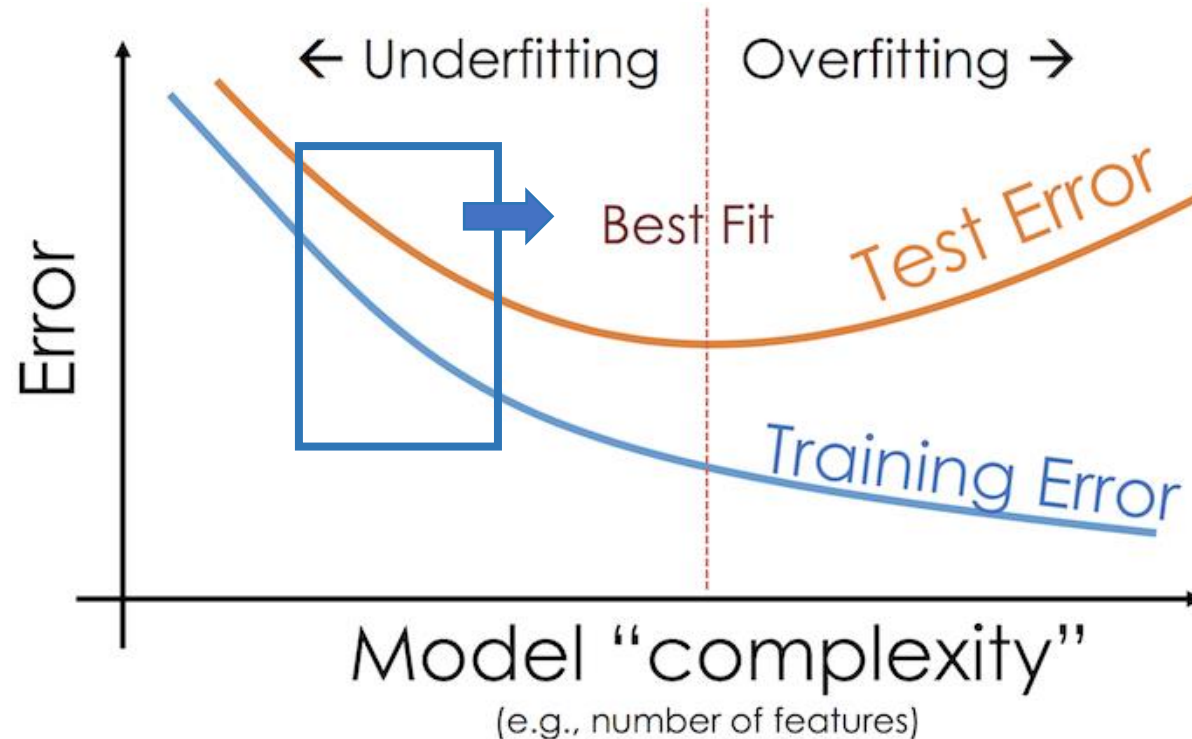 ← Underfitting
Overfitting →
Best Fit
Test Error
Error
Training Error
Model “complexity”
(e.g., number of features)